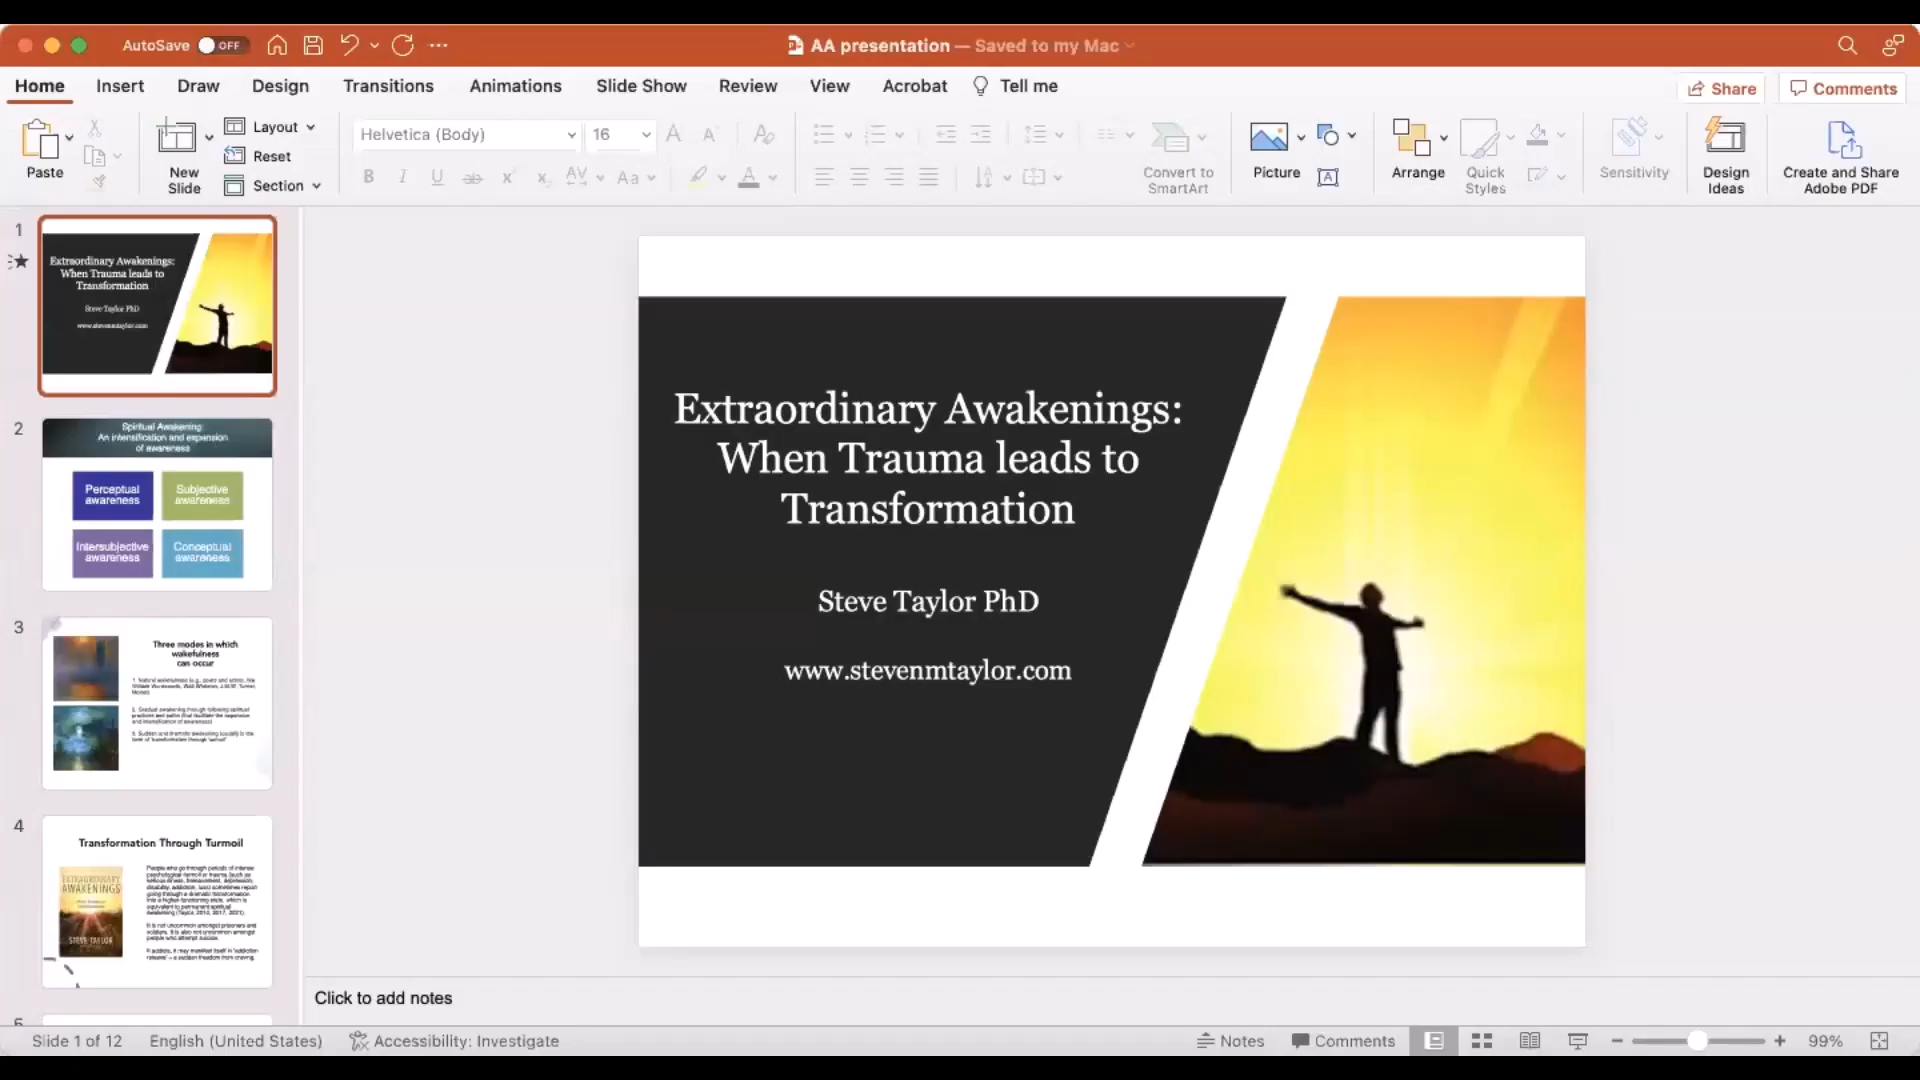 AutoSave OFF
AA presentation — Saved to my Mac
Home Insert Draw Design Transitions Animations Slide Show Review View Acrobat Tell me
Share Comments
Paste
New
Slide
Layout
Reset
Section
Helvetica (Body) 16
Convert to
SmartArt
Picture
Arrange
Quick
Styles
Sensitivity
Design
Ideas
Create and Share
Adobe PDF
1
Extraordinary Awakenings:
When Trauma leads to
Transformation
Steve Taylor PhD
www.stevenmtaylor.com
2
Spiritual Awakening:
An intensification and expansion
of awareness
Perceptual
awareness
Subjective
awareness
Intersubjective
awareness
Conceptual
awareness
3
Three modes in which
wakefulness
can occur
4
Transformation Through Turmoil
EXTRAORDINARY
AWAKENINGS
STEVE TAYLOR
Extraordinary Awakenings:
When Trauma leads to
Transformation
Steve Taylor PhD
www.stevenmtaylor.com
Click to add notes
Slide 1 of 12 English (United States) Accessibility: Investigate
Notes Comments 99%